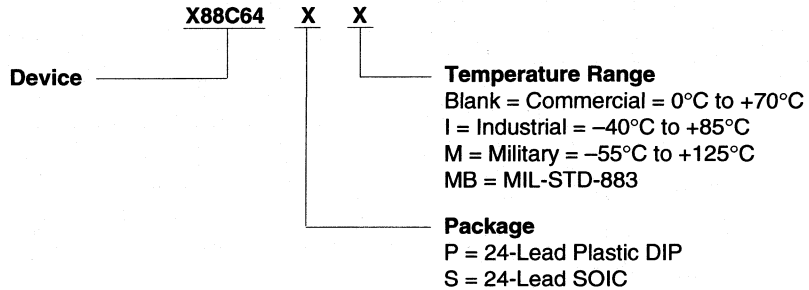 X88C64 X X
Device
Temperature Range
Blank = Commercial = 0°C to +70°C
I = Industrial = –40°C to +85°C
M = Military = –55°C to +125°C
MB = MIL-STD-883
Package
P = 24-Lead Plastic DIP
S = 24-Lead SOIC